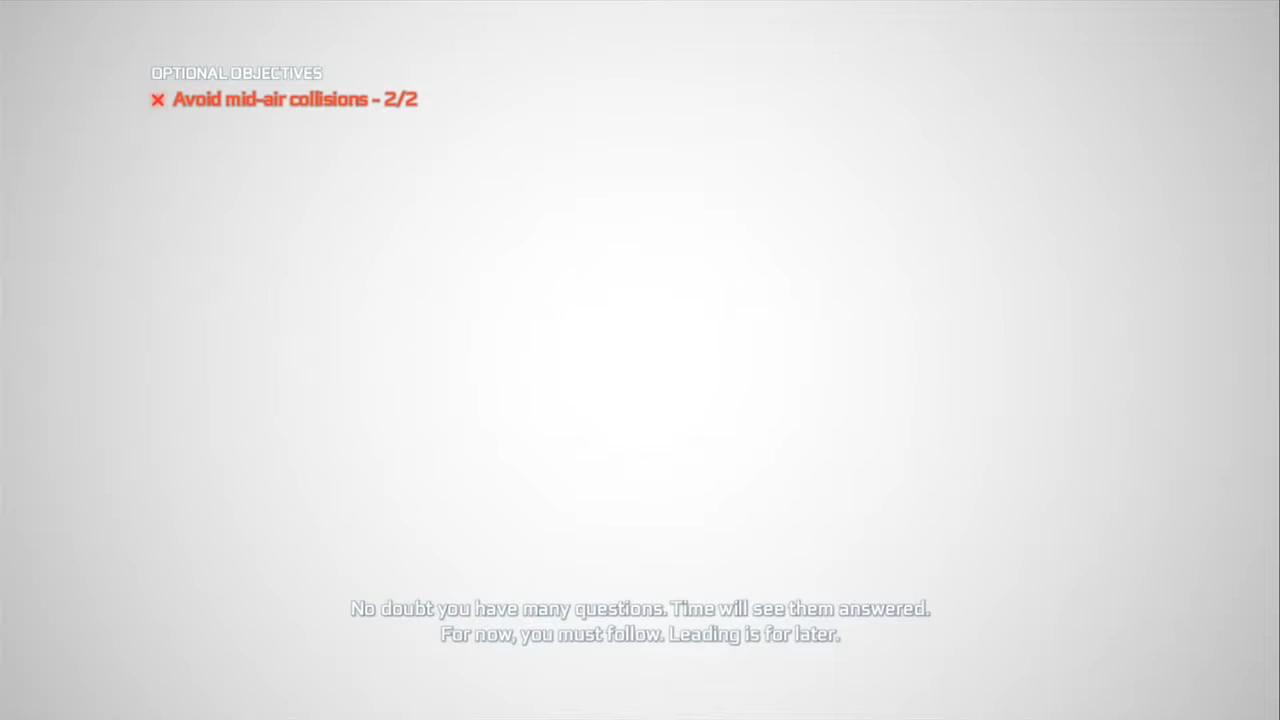 OPTIONAL OBJECTIVES
× Avoid mid-air collisions - 2/2
No doubt you have many questions. Time will see them answered.
For now, you must follow. Leading is for later.